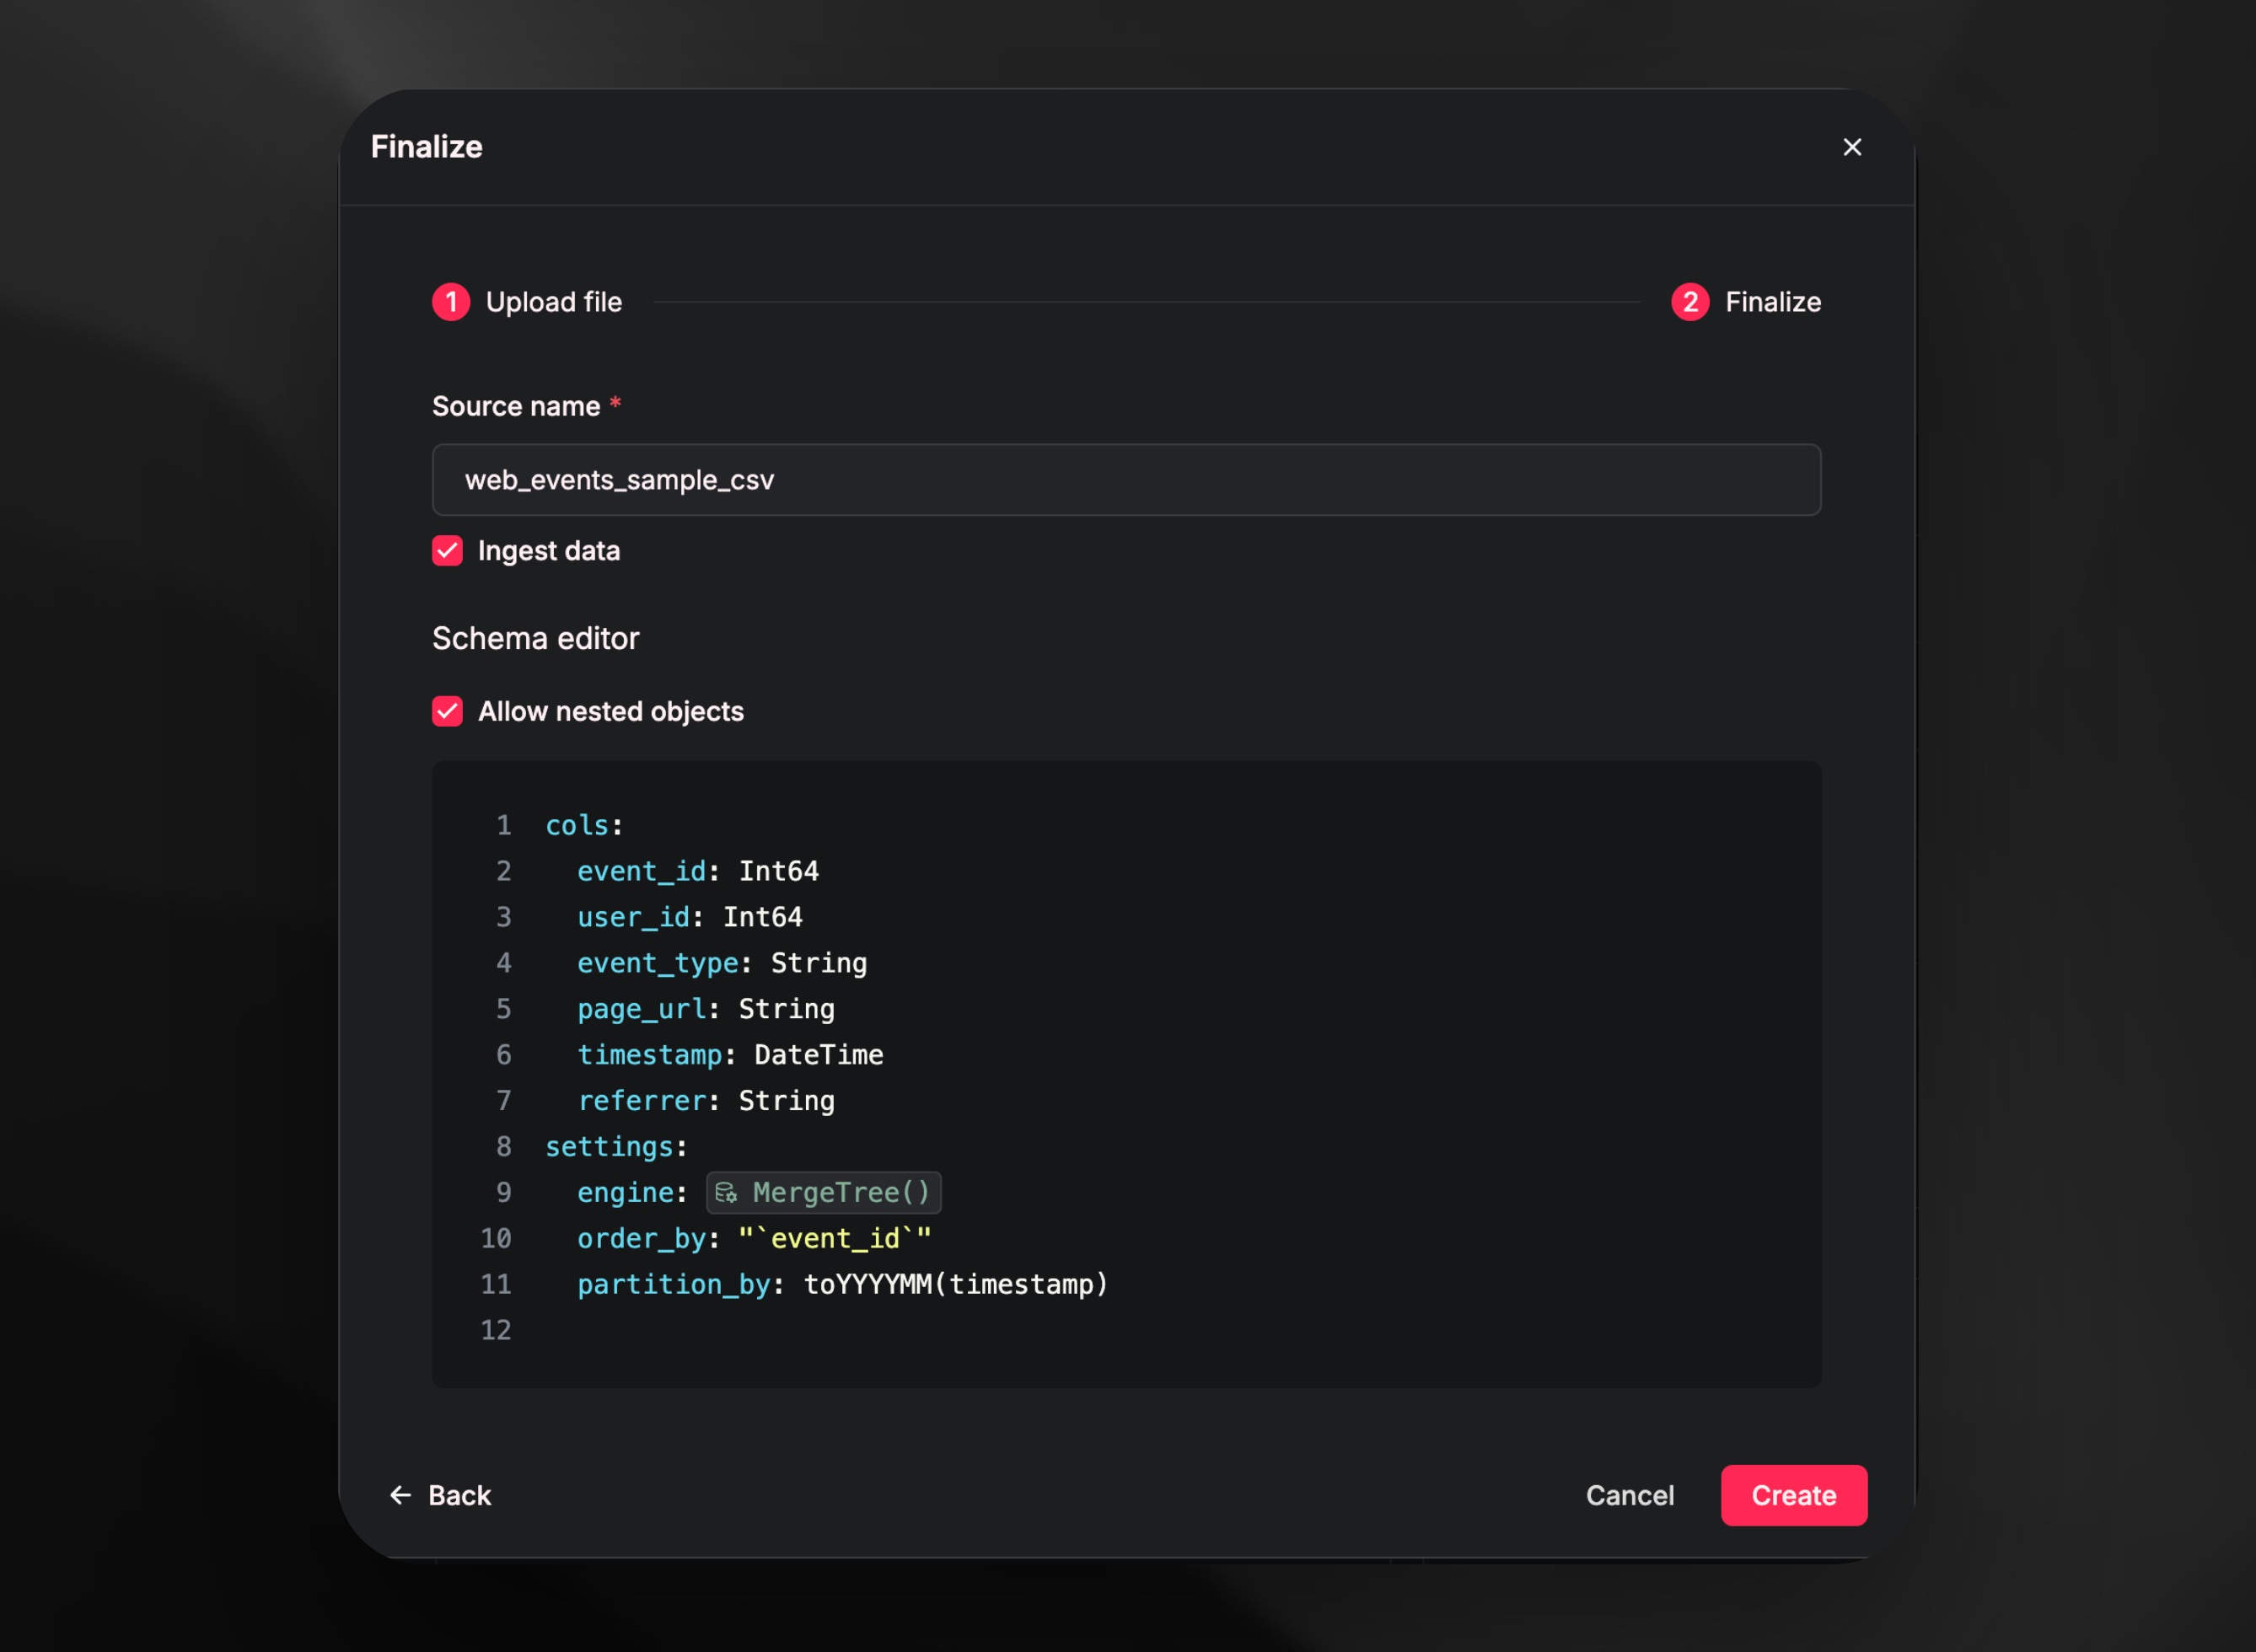 Finalize
1 Upload file
2 Finalize
Source name *
web_events_sample_csv
Ingest data
Schema editor
Allow nested objects
1 cols:
2 event_id: Int64
3 user_id: Int64
4 event_type: String
5 page_url: String
6 timestamp: DateTime
7 referrer: String
8 settings:
9 engine: MergeTree()
10 order_by: "`event_id`"
11 partition_by: toYYYYMM(timestamp)
12
Back
Cancel
Create